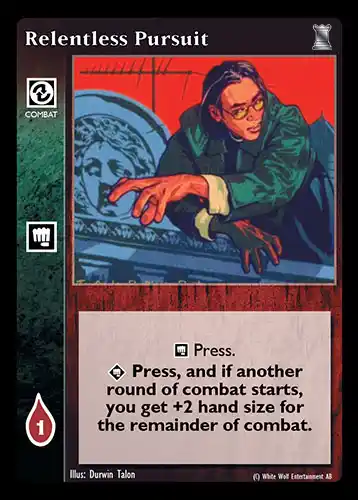 Relentless Pursuit
COMBAT
Press.
Press, and if another
round of combat starts,
you get +2 hand size for
the remainder of combat.
1
Illus: Durwin Talon
(C) White Wolf Entertainment AB